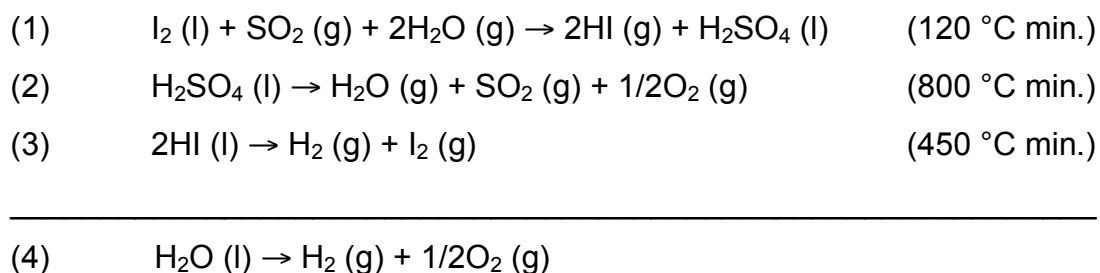 (1) I₂ (l) + SO₂ (g) + 2H₂O (g) → 2HI (g) + H₂SO₄ (l) (120 °C min.)
(2) H₂SO₄ (l) → H₂O (g) + SO₂ (g) + 1/2O₂ (g) (800 °C min.)
(3) 2HI (l) → H₂ (g) + I₂ (g) (450 °C min.)
(4) H₂O (l) → H₂ (g) + 1/2O₂ (g)